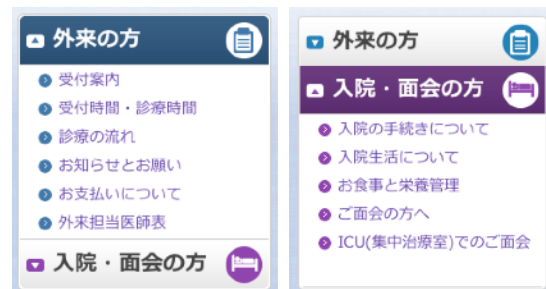 外来の方
受付案内
受付時間・診療時間
診療の流れ
お知らせとお願い
お支払いについて
外来担当医師表
入院・面会の方
外来の方
入院・面会の方
入院の手続きについて
入院生活について
お食事と栄養管理
ご面会の方へ
ICU(集中治療室)でのご面会